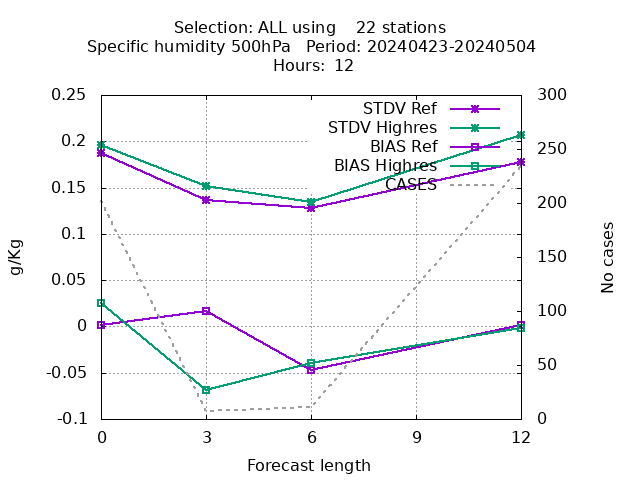 Selection: ALL using    22 stations
Specific humidity 500hPa   Period: 20240423-20240504
Hours: 12
0.25
0.2
0.15
0.1
0.05
0
-0.05
-0.1
g/Kg
STDV Ref
STDV Highres
BIAS Ref
BIAS Highres
CASES
300
250
200
150
100
50
0
No cases
0
3
6
9
12
Forecast length